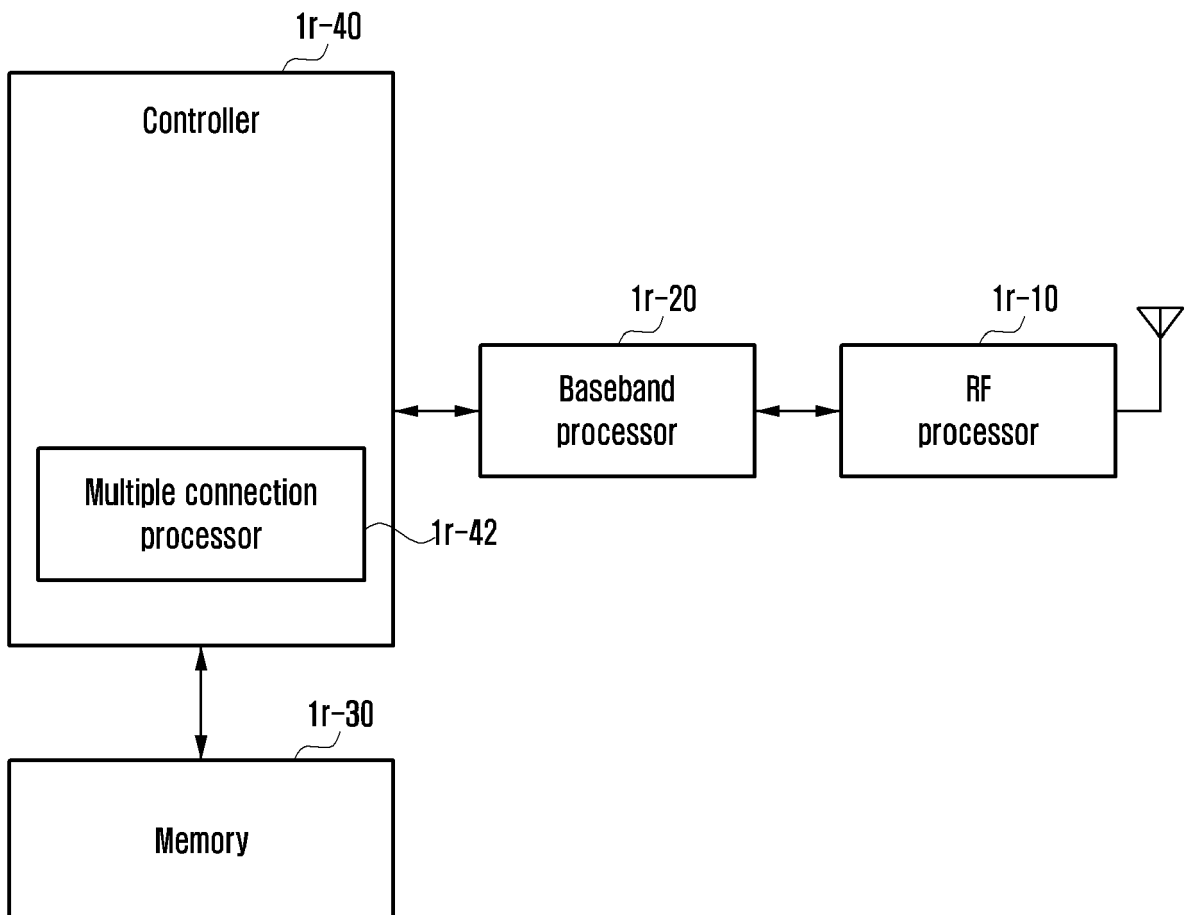 1r-40
Controller
1r-20
1r-10
Baseband
processor
RF
processor
Multiple connection
processor
1r-42
1r-30
Memory